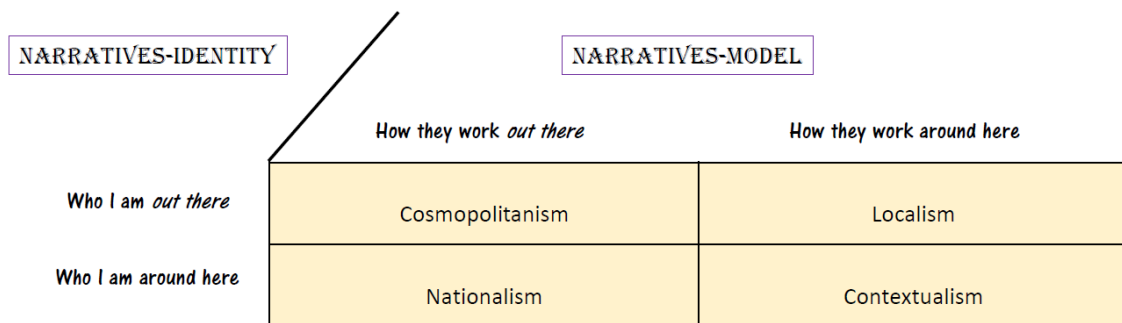 NARRATIVES-IDENTITY
NARRATIVES-MODEL
How they work out there
How they work around here
Who I am out there
Cosmopolitanism
Localism
Who I am around here
Nationalism
Contextualism